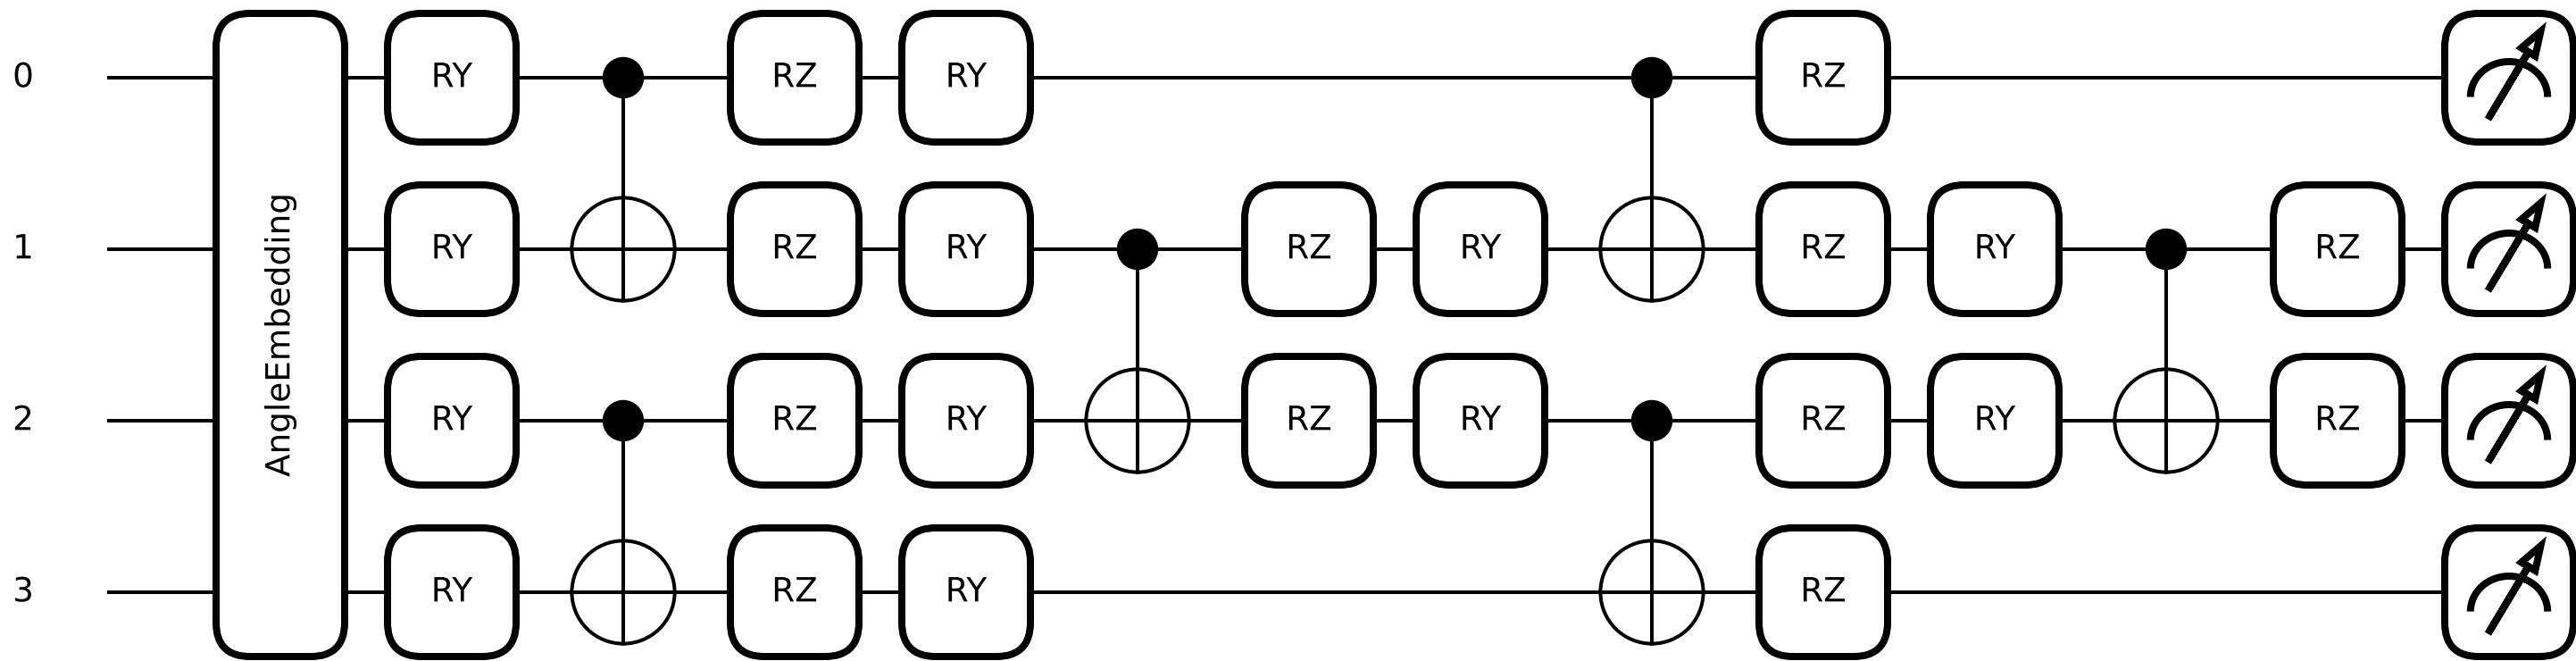 0 RY RZ RY RZ
AngleEmbedding
1 RY RZ RY RZ RY RZ RY RZ
2 RY RZ RY RZ RY RZ RY RZ
3 RY RZ RY RZ